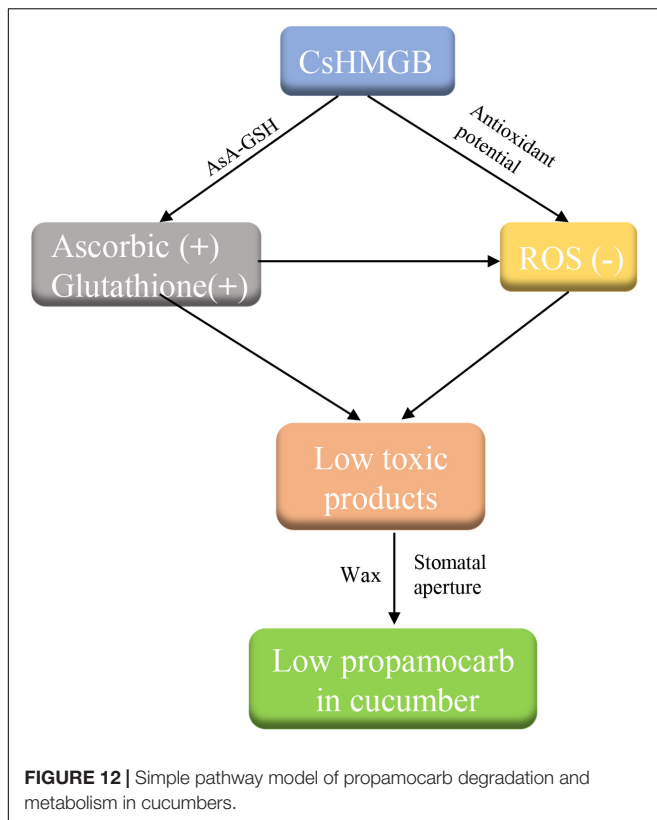 CsHMGB
AsA-GSH
Antioxidant
potential
Ascorbic (+)
Glutathione(+)
ROS (-)
Low toxic
products
Wax
Stomatal
aperture
Low propamocarb
in cucumber
FIGURE 12 | Simple pathway model of propamocarb degradation and
metabolism in cucumbers.